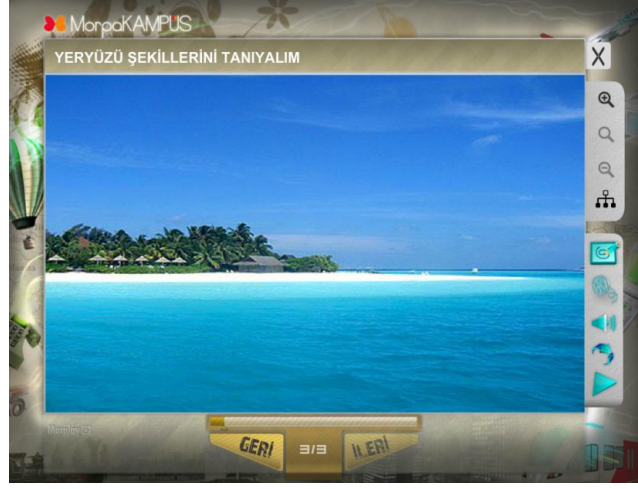 MorpaKAMPUS
YERYÜZÜ ŞEKİLLERİNİ TANIYALIM
X
GERİ
3/3
İLERİ